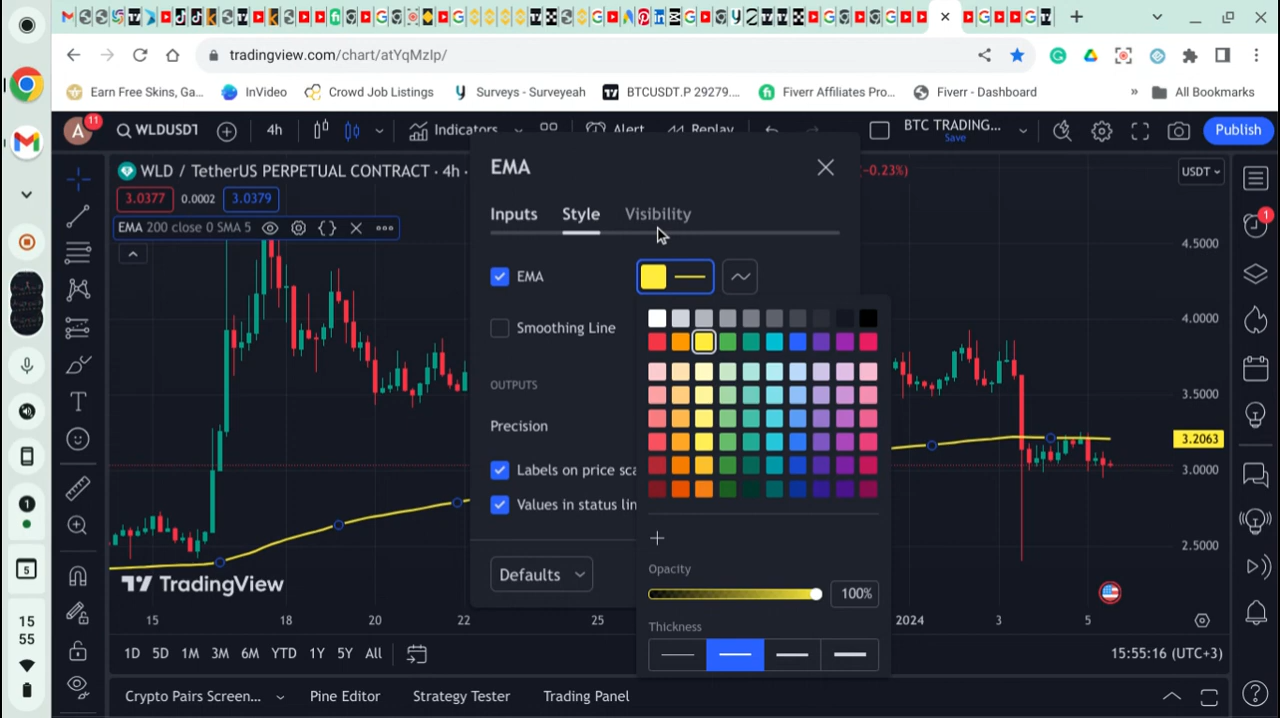 tradingview.com/chart/atYqMzIp/
Earn Free Skins, Ga...
InVideo
Crowd Job Listings
Surveys - Surveyeah
BTCUSDT.P 29279....
Fiverr Affiliates Pro...
Fiverr - Dashboard
»
All Bookmarks
A
11
WLDUSDT
4h
Indicators
Alert
Replay
BTC TRADING...
Save
Publish
WLD / TetherUS PERPETUAL CONTRACT · 4h ·
EMA
(-0.23%)
USDT
3.0377
0.0002
3.0379
Inputs
Style
Visibility
1
EMA 200 close 0 SMA 5
4.5000
EMA
4.0000
Smoothing Line
OUTPUTS
3.5000
Precision
3.2063
Labels on price sca
3.0000
Values in status lin
2.5000
Opacity
Defaults
100%
TradingView
15
18
20
22
25
Thickness
2024
3
5
1D
5D
1M
3M
6M
YTD
1Y
5Y
All
15:55:16 (UTC+3)
Crypto Pairs Screen...
Pine Editor
Strategy Tester
Trading Panel
1
5
15
55